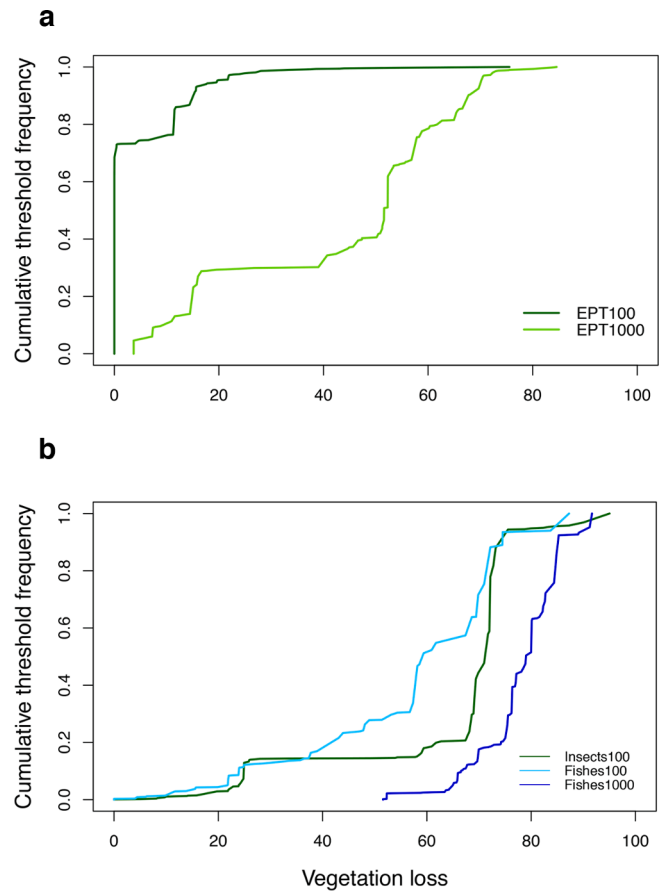 a
Cumulative threshold frequency
1.0
0.8
0.6
0.4
0.2
0.0
EPT100
EPT1000
0 20 40 60 80 100
b
Cumulative threshold frequency
1.0
0.8
0.6
0.4
0.2
0.0
Insects100
Fishes100
Fishes1000
0 20 40 60 80 100
Vegetation loss